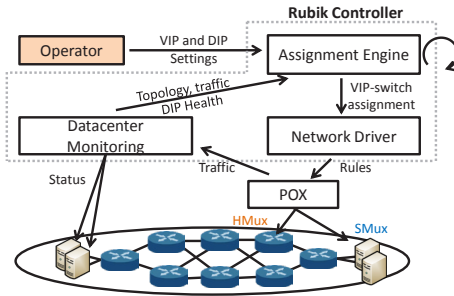 Rubik Controller
Operator
VIP and DIP
Settings
Assignment Engine
Topology, traffic
DIP Health
VIP-switch
assignment
Datacenter
Monitoring
Network Driver
Status
Traffic
Rules
POX
HMux
SMux